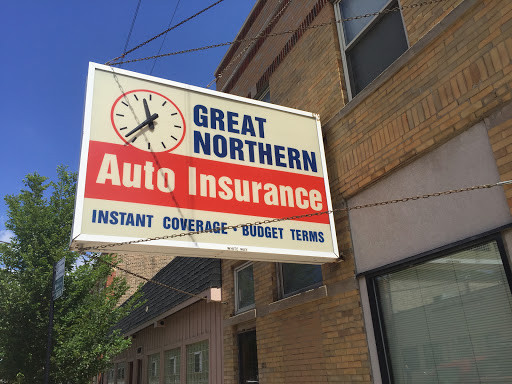 GREAT
NORTHERN
Auto Insurance
INSTANT COVERAGE - BUDGET TERMS